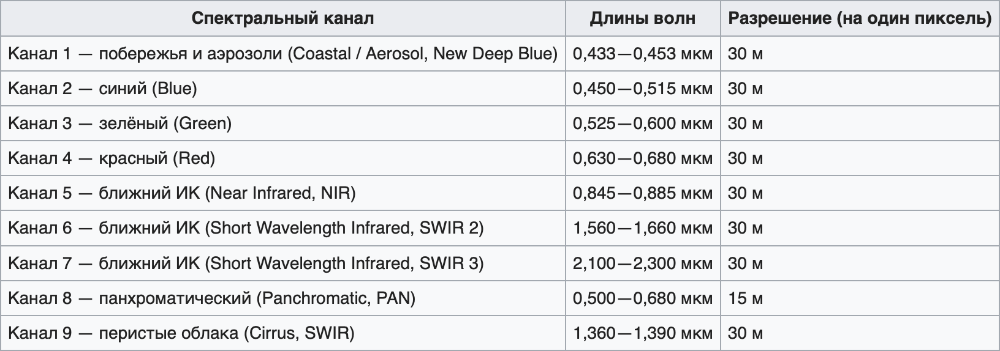 Спектральный канал Длины волн Разрешение (на один пиксель)
Канал 1 — побережья и аэрозоли (Coastal / Aerosol, New Deep Blue) 0,433—0,453 мкм 30 м
Канал 2 — синий (Blue) 0,450—0,515 мкм 30 м
Канал 3 — зелёный (Green) 0,525—0,600 мкм 30 м
Канал 4 — красный (Red) 0,630—0,680 мкм 30 м
Канал 5 — ближний ИК (Near Infrared, NIR) 0,845—0,885 мкм 30 м
Канал 6 — ближний ИК (Short Wavelength Infrared, SWIR 2) 1,560—1,660 мкм 30 м
Канал 7 — ближний ИК (Short Wavelength Infrared, SWIR 3) 2,100—2,300 мкм 30 м
Канал 8 — панхроматический (Panchromatic, PAN) 0,500—0,680 мкм 15 м
Канал 9 — перистые облака (Cirrus, SWIR) 1,360—1,390 мкм 30 м